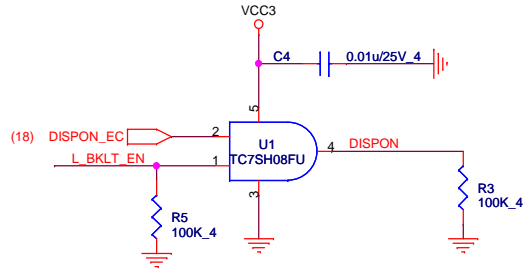 VCC3
C4
0.01u/25V_4
5
(18)
DISPON_EC
2
U1
TC7SH08FU
4
DISPON
L_BKLT_EN
1
3
R5
100K_4
R3
100K_4